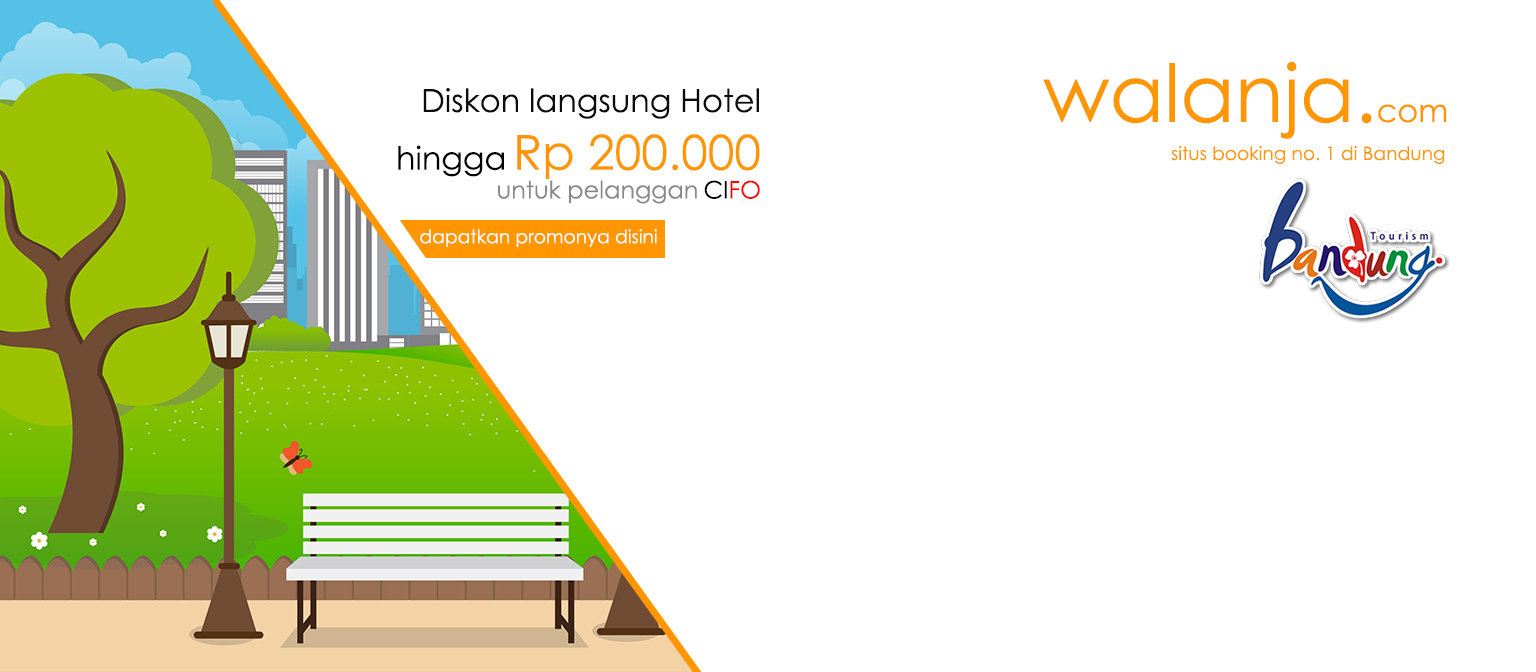 Diskon langsung Hotel
hingga Rp 200.000
untuk pelanggan CIFO
dapatkan promonya disini
walanja.com
situs booking no. 1 di Bandung
Tourism
bandung